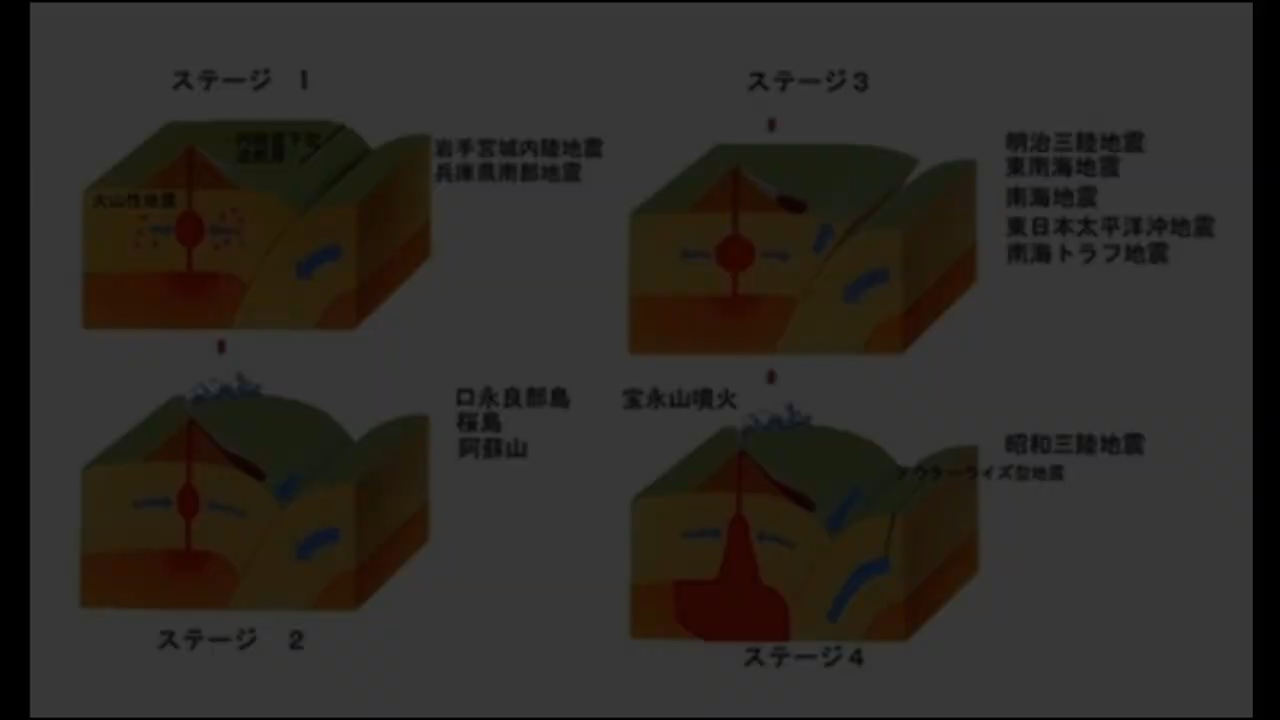 ステージ 1
火山性地震
岩手宮城内陸地震
兵庫県南部地震
ステージ 2
口永良部島
桜島
阿蘇山
ステージ3
明治三陸地震
東南海地震
南海地震
東日本太平洋沖地震
南海トラフ地震
宝永山噴火
昭和三陸地震
アウターライズ型地震
ステージ4